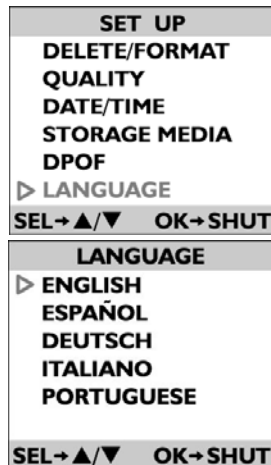 SET UP
DELETE/FORMAT
QUALITY
DATE/TIME
STORAGE MEDIA
DPOF
▷ LANGUAGE
SEL→▲/▼ OK→SHUT
LANGUAGE
▷ ENGLISH
ESPAÑOL
DEUTSCH
ITALIANO
PORTUGUESE
SEL→▲/▼ OK→SHUT